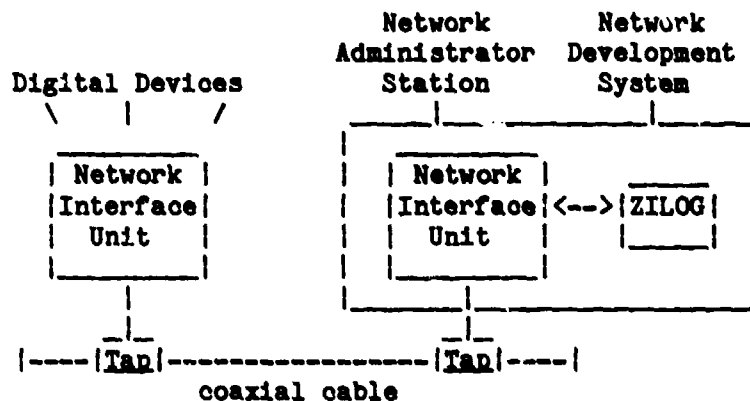 Network Network
Administrator Development
Digital Devices Station System
Network Network
Interface Interface <--> ZILOG
Unit Unit
Tap Tap
coaxial cable